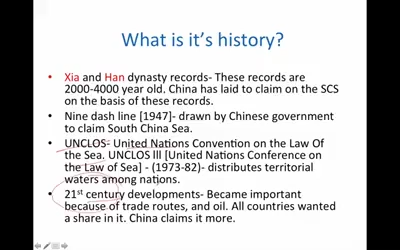 What is it's history?
• Xia and Han dynasty records- These records are
2000-4000 year old. China has laid to claim on the SCS
on the basis of these records.
• Nine dash line [1947]- drawn by Chinese government
to claim South China Sea.
• UNCLOS- United Nations Convention on the Law Of
the Sea. UNCLOS lll [United Nations Conference on
the Law of Sea] - (1973-82)- distributes territorial
waters among nations.
• 21st century developments- Became important
because of trade routes, and oil. All countries wanted
a share in it. China claims it more.